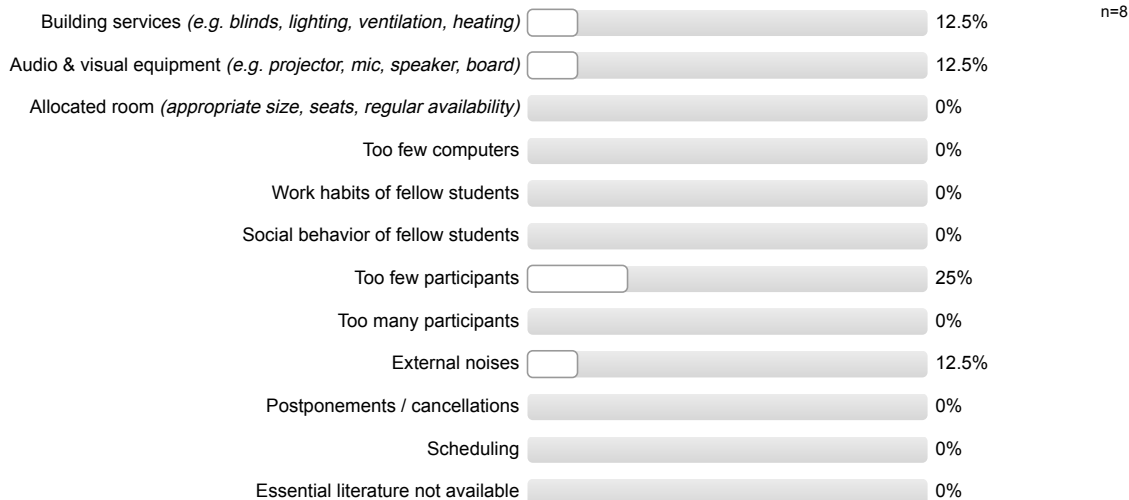 Building services (e.g. blinds, lighting, ventilation, heating) 12.5% n=8
Audio & visual equipment (e.g. projector, mic, speaker, board) 12.5%
Allocated room (appropriate size, seats, regular availability) 0%
Too few computers 0%
Work habits of fellow students 0%
Social behavior of fellow students 0%
Too few participants 25%
Too many participants 0%
External noises 12.5%
Postponements / cancellations 0%
Scheduling 0%
Essential literature not available 0%